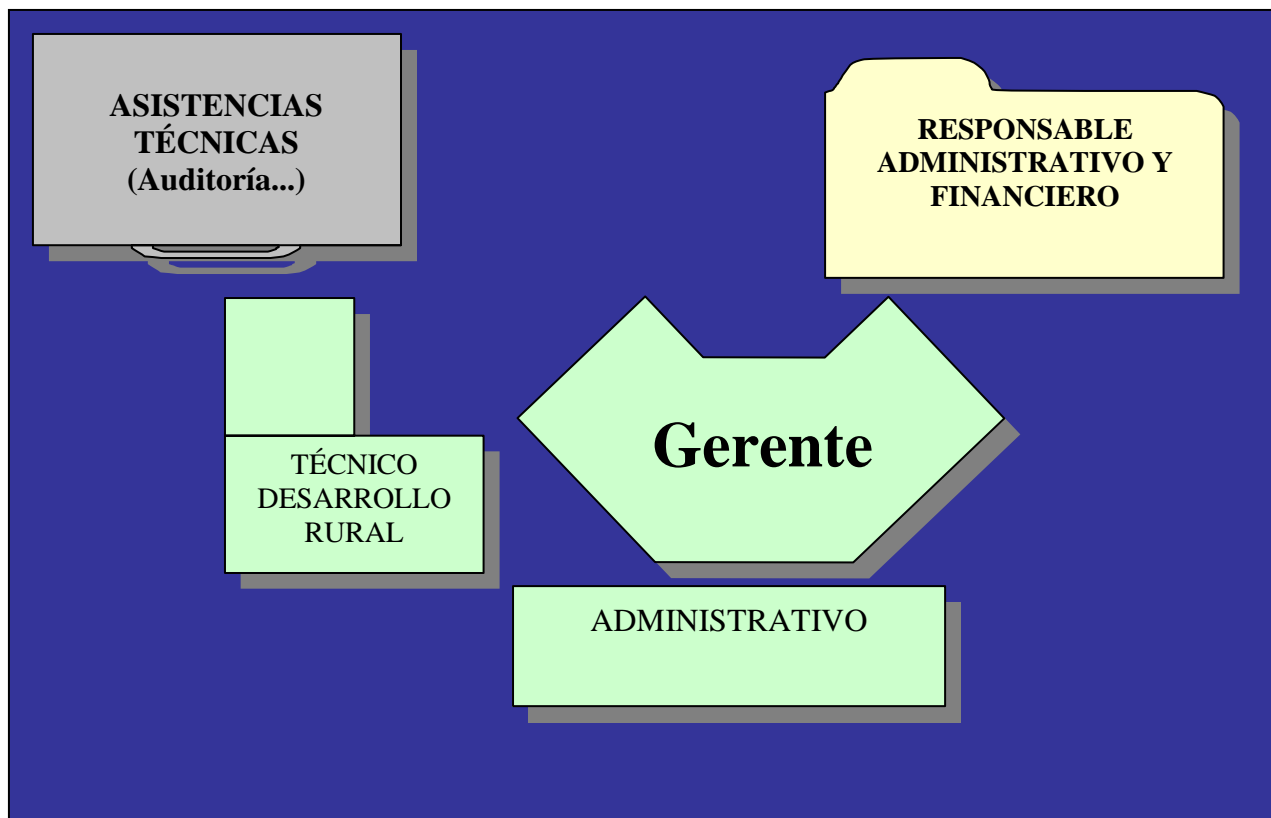 ASISTENCIAS
TÉCNICAS
(Auditoría...)
RESPONSABLE
ADMINISTRATIVO Y
FINANCIERO
Gerente
TÉCNICO
DESARROLLO
RURAL
ADMINISTRATIVO